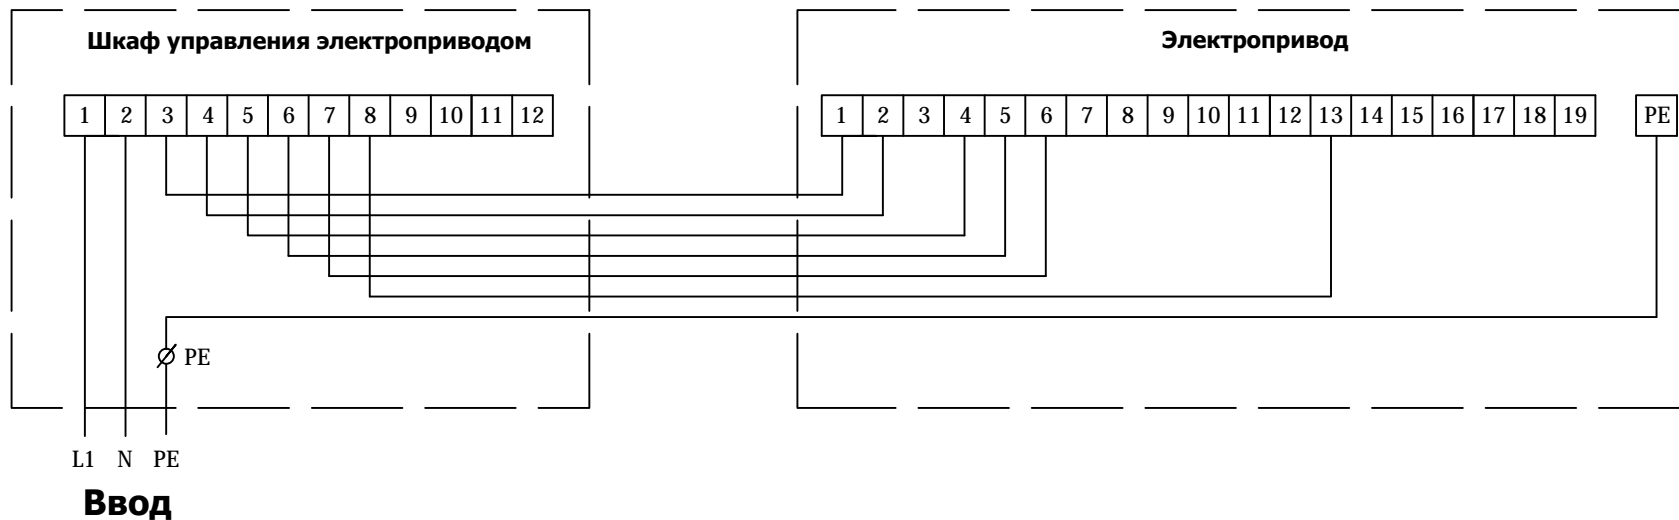 Шкаф управления электроприводом
Электропривод
1 2 3 4 5 6 7 8 9 10 11 12
1 2 3 4 5 6 7 8 9 10 11 12 13 14 15 16 17 18 19 PE
PE
L1 N PE
Ввод